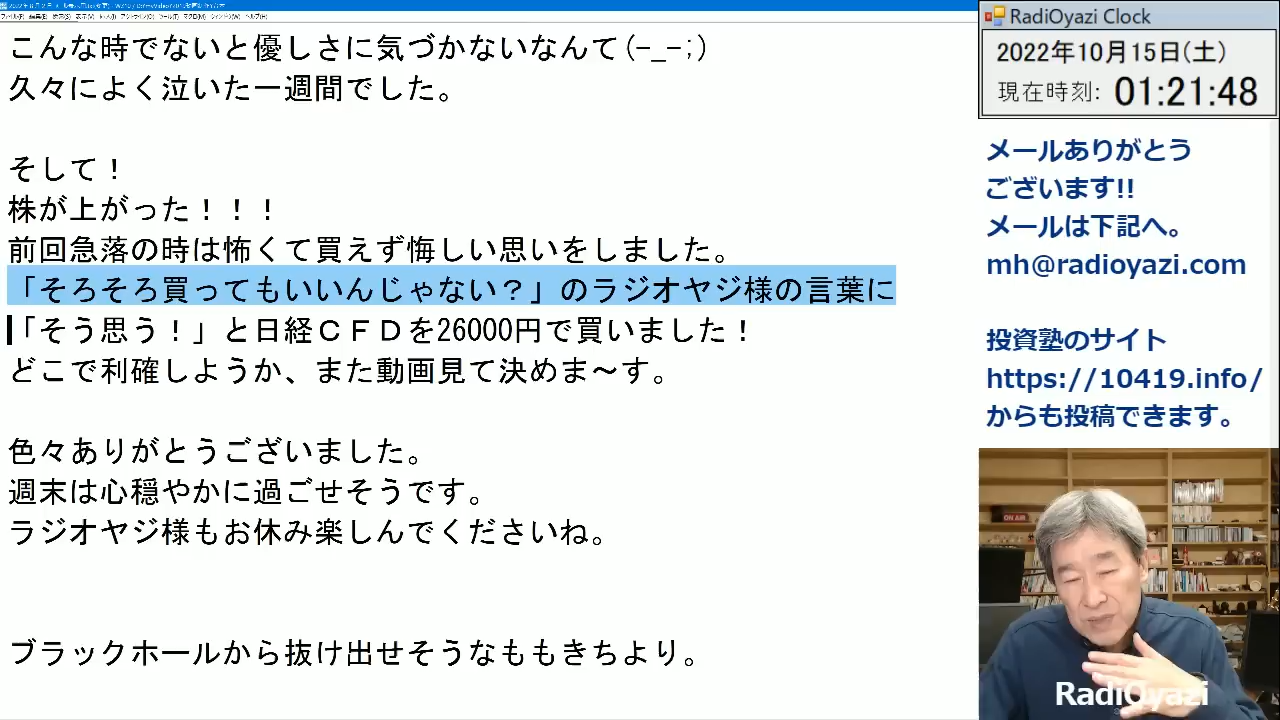 こんな時でないと優しさに気づかないなんて(-_-;)
久々によく泣いた一週間でした。
そして！
株が上がった！！！
前回急落の時は怖くて買えず悔しい思いをしました。
「そろそろ買ってもいいんじゃない？」のラジオヤジ様の言葉に
「そう思う！」と日経ＣＦＤを26000円で買いました！
どこで利確しようか、また動画見て決めま～す。
色々ありがとうございました。
週末は心穏やかに過ごせそうです。
ラジオヤジ様もお休み楽しんでくださいね。
ブラックホールから抜け出せそうなももきちより。
RadiOyazi Clock
2022年10月15日(土)
現在時刻: 01:21:48
メールありがとう
ございます!!
メールは下記へ。
mh@radioyazi.com
投資塾のサイト
https://10419.info/
からも投稿できます。
ON AIR
RadiOyazi